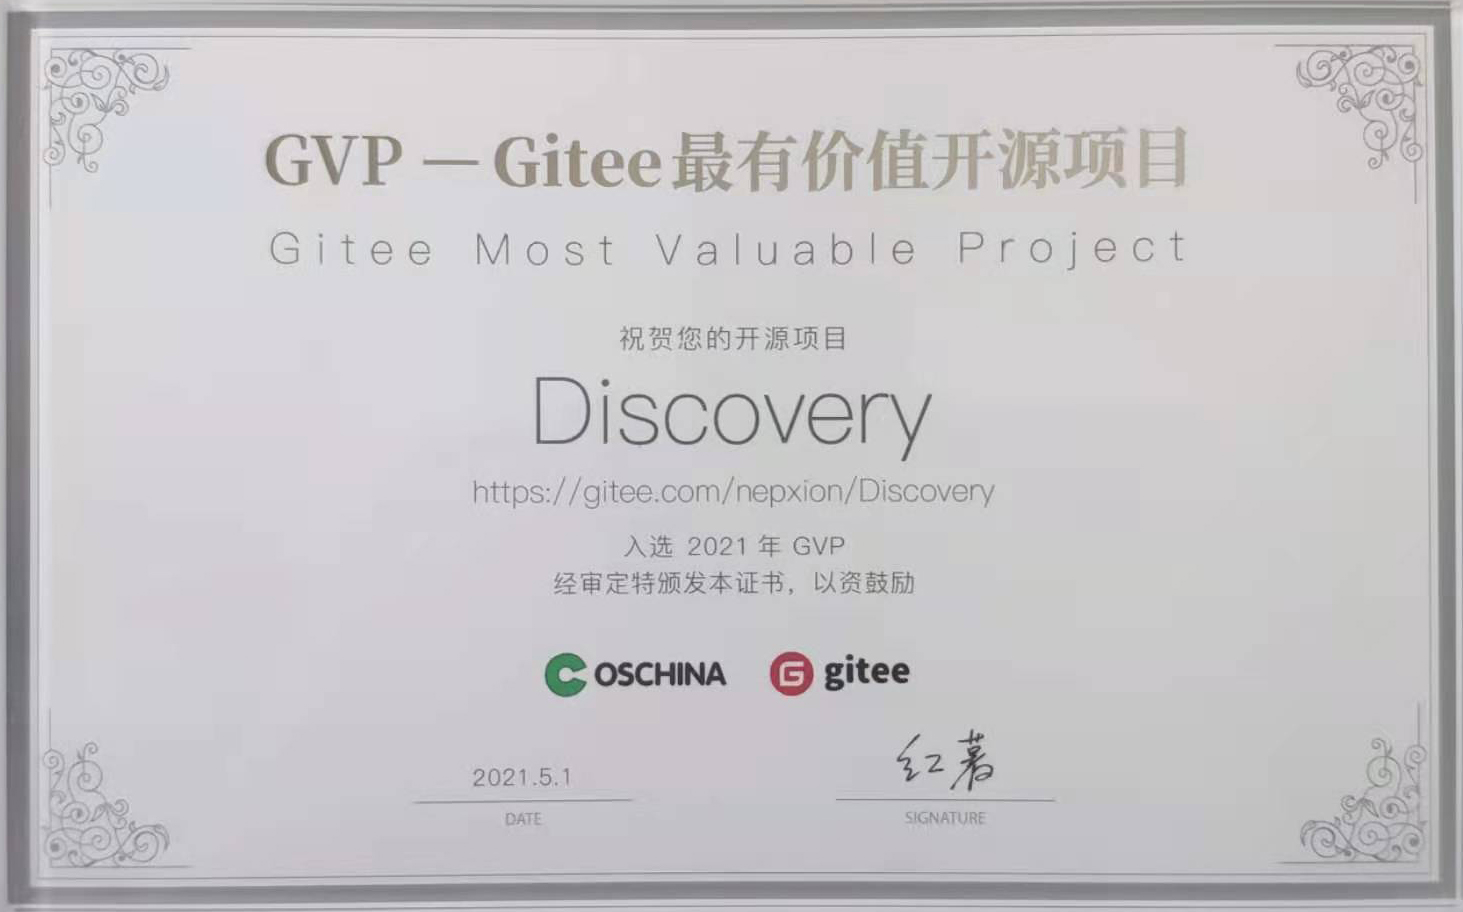 GVP — Gitee最有价值开源项目
Gitee Most Valuable Project
祝贺您的开源项目
Discovery
https://gitee.com/nepxion/Discovery
入选 2021 年 GVP
经审定特颁发本证书，以资鼓励
OSCHINA gitee
2021.5.1 红薯
DATE SIGNATURE